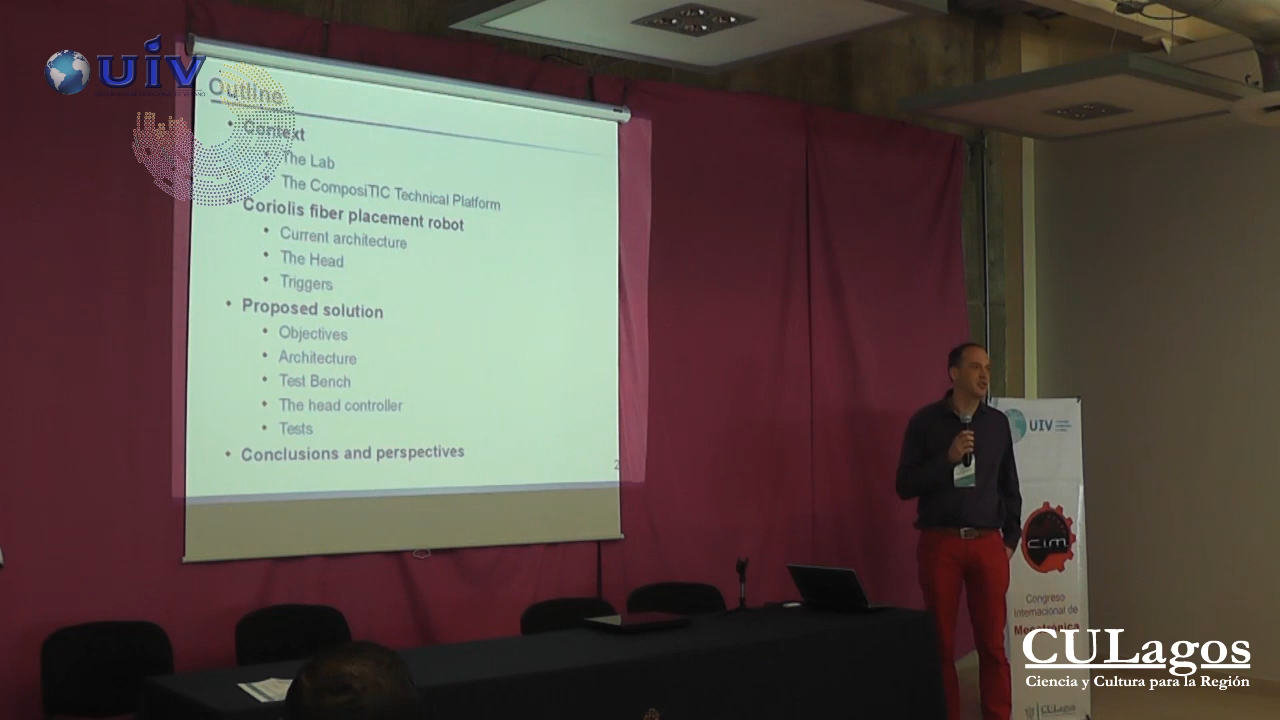 UIV
Outline
• Context
The Lab
The ComposiTIC Technical Platform
Coriolis fiber placement robot
• Current architecture
• The Head
• Triggers
• Proposed solution
• Objectives
• Architecture
• Test Bench
• The head controller
• Tests
• Conclusions and perspectives
2
UIV
CIM
Congreso
Internacional de
Mecatrónica
CULagos
Ciencia y Cultura para la Región
CULagos